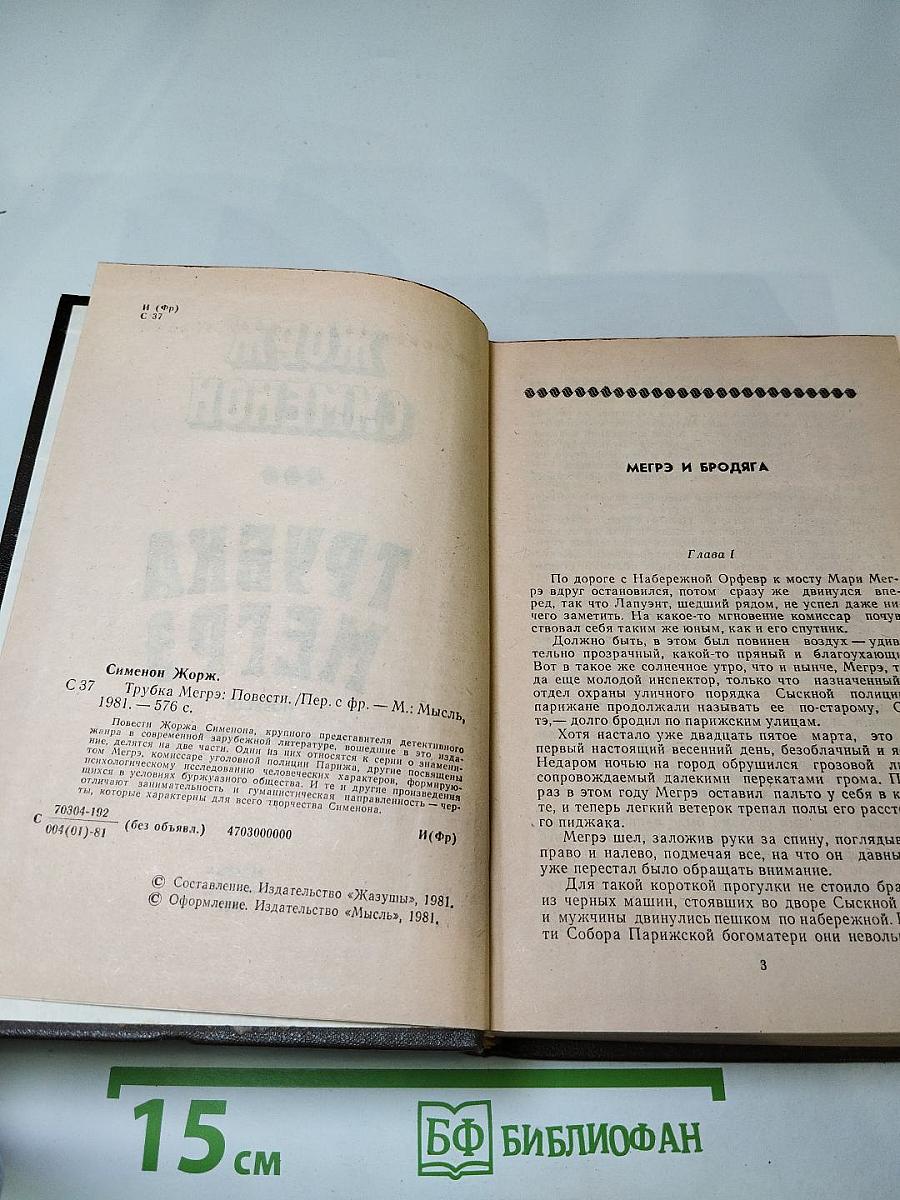 И (Фр)
С 37
ЖОРЖ
СИМЕНОН
ТРУБКА
МЕГРЭ
Сименон Жорж.
С 37 Трубка Мегрэ: Повести. /Пер. с фр. — М.: Мысль,
1981. — 576 с.
Повести Жоржа Сименона, крупного представителя детективного
жанра в современной зарубежной литературе, вошедшие в это изда-
ние, делятся на две части. Одни из них относятся к серии о знамени-
том Мегрэ, комиссаре уголовной полиции Парижа, другие посвящены
психологическому исследованию человеческих характеров, формирую-
щихся в условиях буржуазного общества. И те и другие произведения
отличают занимательность и гуманистическая направленность — чер-
ты, которые характерны для всего творчества Сименона.
С 70304-192
004(01)-81 (без объявл.) 4703000000 И(Фр)
© Составление. Издательство «Жазушы», 1981.
© Оформление. Издательство «Мысль», 1981.
МЕГРЭ И БРОДЯГА
Глава I
По дороге с Набережной Орфевр к мосту Мари Мег-
рэ вдруг остановился, потом сразу же двинулся впе-
ред, так что Лапуэнт, шедший рядом, не успел даже ни-
чего заметить. На какое-то мгновение комиссар почув
ствовал себя таким же юным, как и его спутник.
Должно быть, в этом был повинен воздух — удив
тельно прозрачный, какой-то пряный и благоухающи
Вот в такое же солнечное утро, что и нынче, Мегрэ, т
да еще молодой инспектор, только что назначенный
отдел охраны уличного порядка Сыскной полици
парижане продолжали называть ее по-старому, С
тэ,— долго бродил по парижским улицам.
Хотя настало уже двадцать пятое марта, это
первый настоящий весенний день, безоблачный и я
Недаром ночью на город обрушился грозовой ли
сопровождаемый далекими перекатами грома. П
раз в этом году Мегрэ оставил пальто у себя в к
те, и теперь легкий ветерок трепал полы его расст
го пиджака.
Мегрэ шел, заложив руки за спину, поглядыв
право и налево, подмечая все, на что он давны
уже перестал было обращать внимание.
Для такой короткой прогулки не стоило бра
из черных машин, стоявших во дворе Сыскной
и мужчины двинулись пешком по набережной.
ти Собора Парижской богоматери они неволь
3
15 см
БФ БИБЛИОФАН